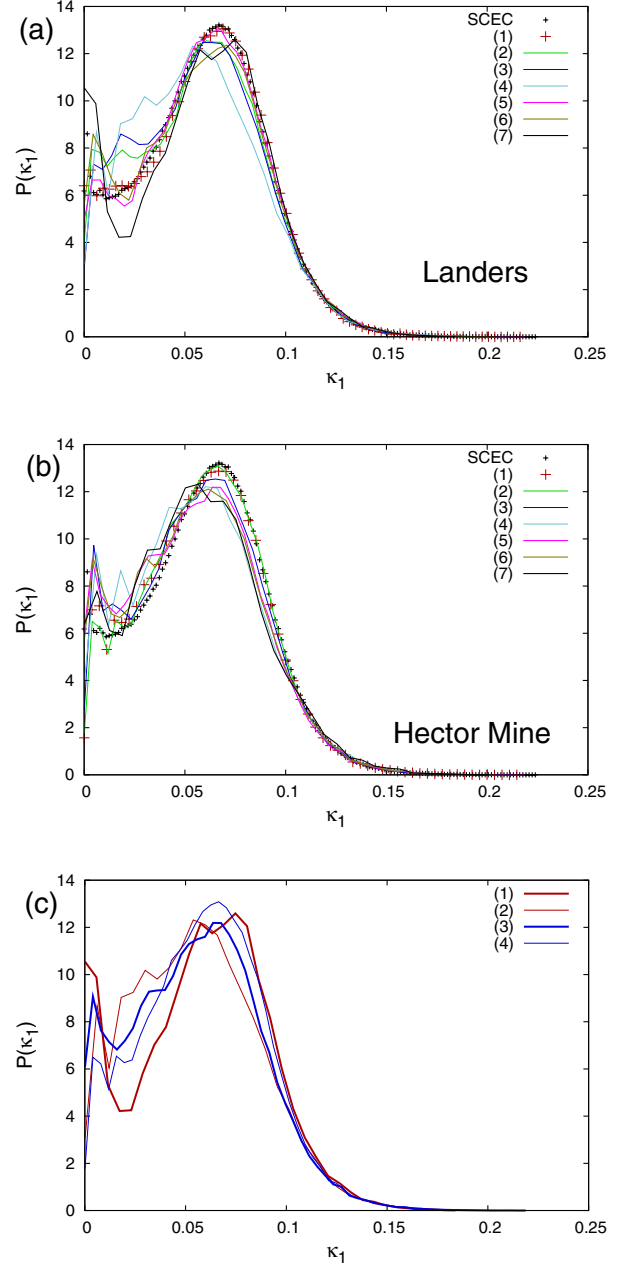 (a)
SCEC
(1)
(2)
(3)
(4)
(5)
(6)
(7)
14
12
10
8
6
4
2
0
P(κ1)
Landers
0 0.05 0.1 0.15 0.2 0.25
κ1
(b)
SCEC
(1)
(2)
(3)
(4)
(5)
(6)
(7)
14
12
10
8
6
4
2
0
P(κ1)
Hector Mine
0 0.05 0.1 0.15 0.2 0.25
κ1
(c)
(1)
(2)
(3)
(4)
14
12
10
8
6
4
2
0
P(κ1)
0 0.05 0.1 0.15 0.2 0.25
κ1